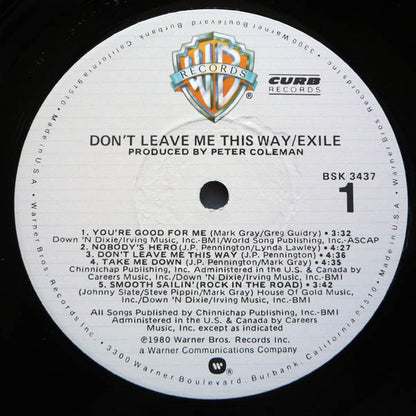 WB
RECORDS
®
CURB
RECORDS
DON'T LEAVE ME THIS WAY/EXILE
PRODUCED BY PETER COLEMAN
BSK 3437
1
1. YOU'RE GOOD FOR ME (Mark Gray/Greg Guidry) • 3:32
Down 'N Dixie/Irving Music, Inc.-BMI/World Song Publishing, Inc.-ASCAP
2. NOBODY'S HERO (J.P. Pennington/Lynda Lawley) • 4:27
3. DON'T LEAVE ME THIS WAY (J.P. Pennington) • 4:36
4. TAKE ME DOWN (J.P. Pennington/Mark Gray) • 4:35
Chinnichap Publishing, Inc. Administered in the U.S. & Canada by
Careers Music, Inc./Down 'N Dixie/Irving Music, Inc.-BMI
5. SMOOTH SAILIN' (ROCK IN THE ROAD) • 3:42
(Johnny Slate/Steve Pippin/Mark Gray) House Of Gold Music,
Inc./Down 'N Dixie/Irving Music, Inc.-BMI
All Songs Published by Chinnichap Publishing, Inc.-BMI
Administered in the U.S. & Canada by Careers
Music, Inc. except as indicated
©1980 Warner Bros. Records Inc.
a Warner Communications Company
Made in U.S.A. • Warner Bros. Records Inc. • 3300 Warner Boulevard, Burbank, California 91510